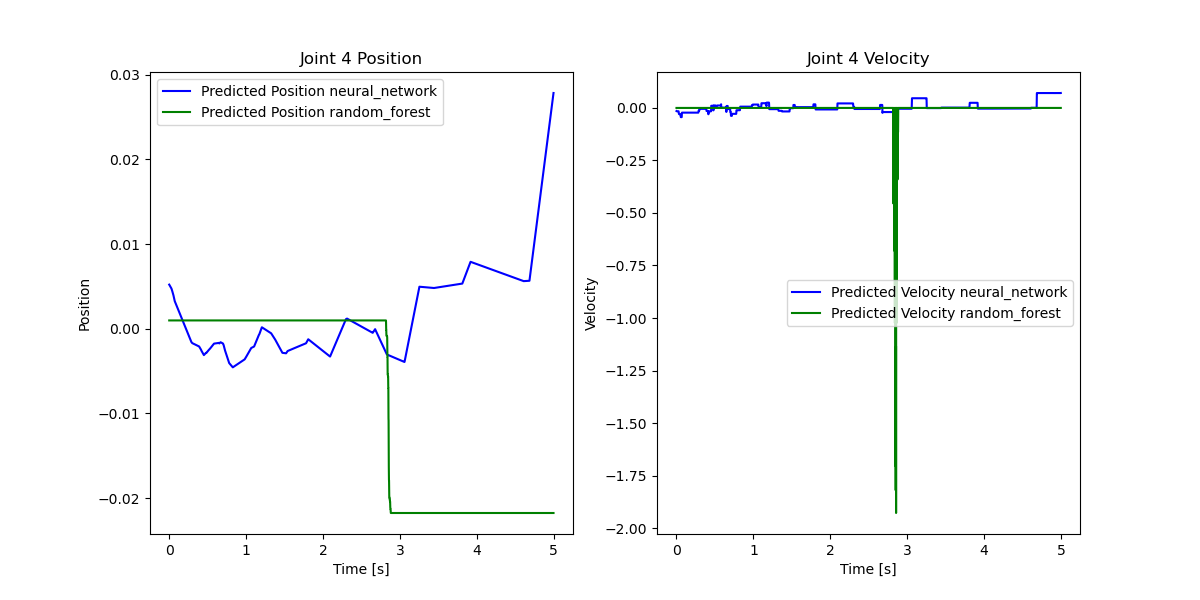 Joint 4 Position
0.03
0.02
0.01
0.00
−0.01
−0.02
Position
Predicted Position neural_network
Predicted Position random_forest
0 1 2 3 4 5
Time [s]
Joint 4 Velocity
0.00
−0.25
−0.50
−0.75
−1.00
−1.25
−1.50
−1.75
−2.00
Velocity
Predicted Velocity neural_network
Predicted Velocity random_forest
0 1 2 3 4 5
Time [s]